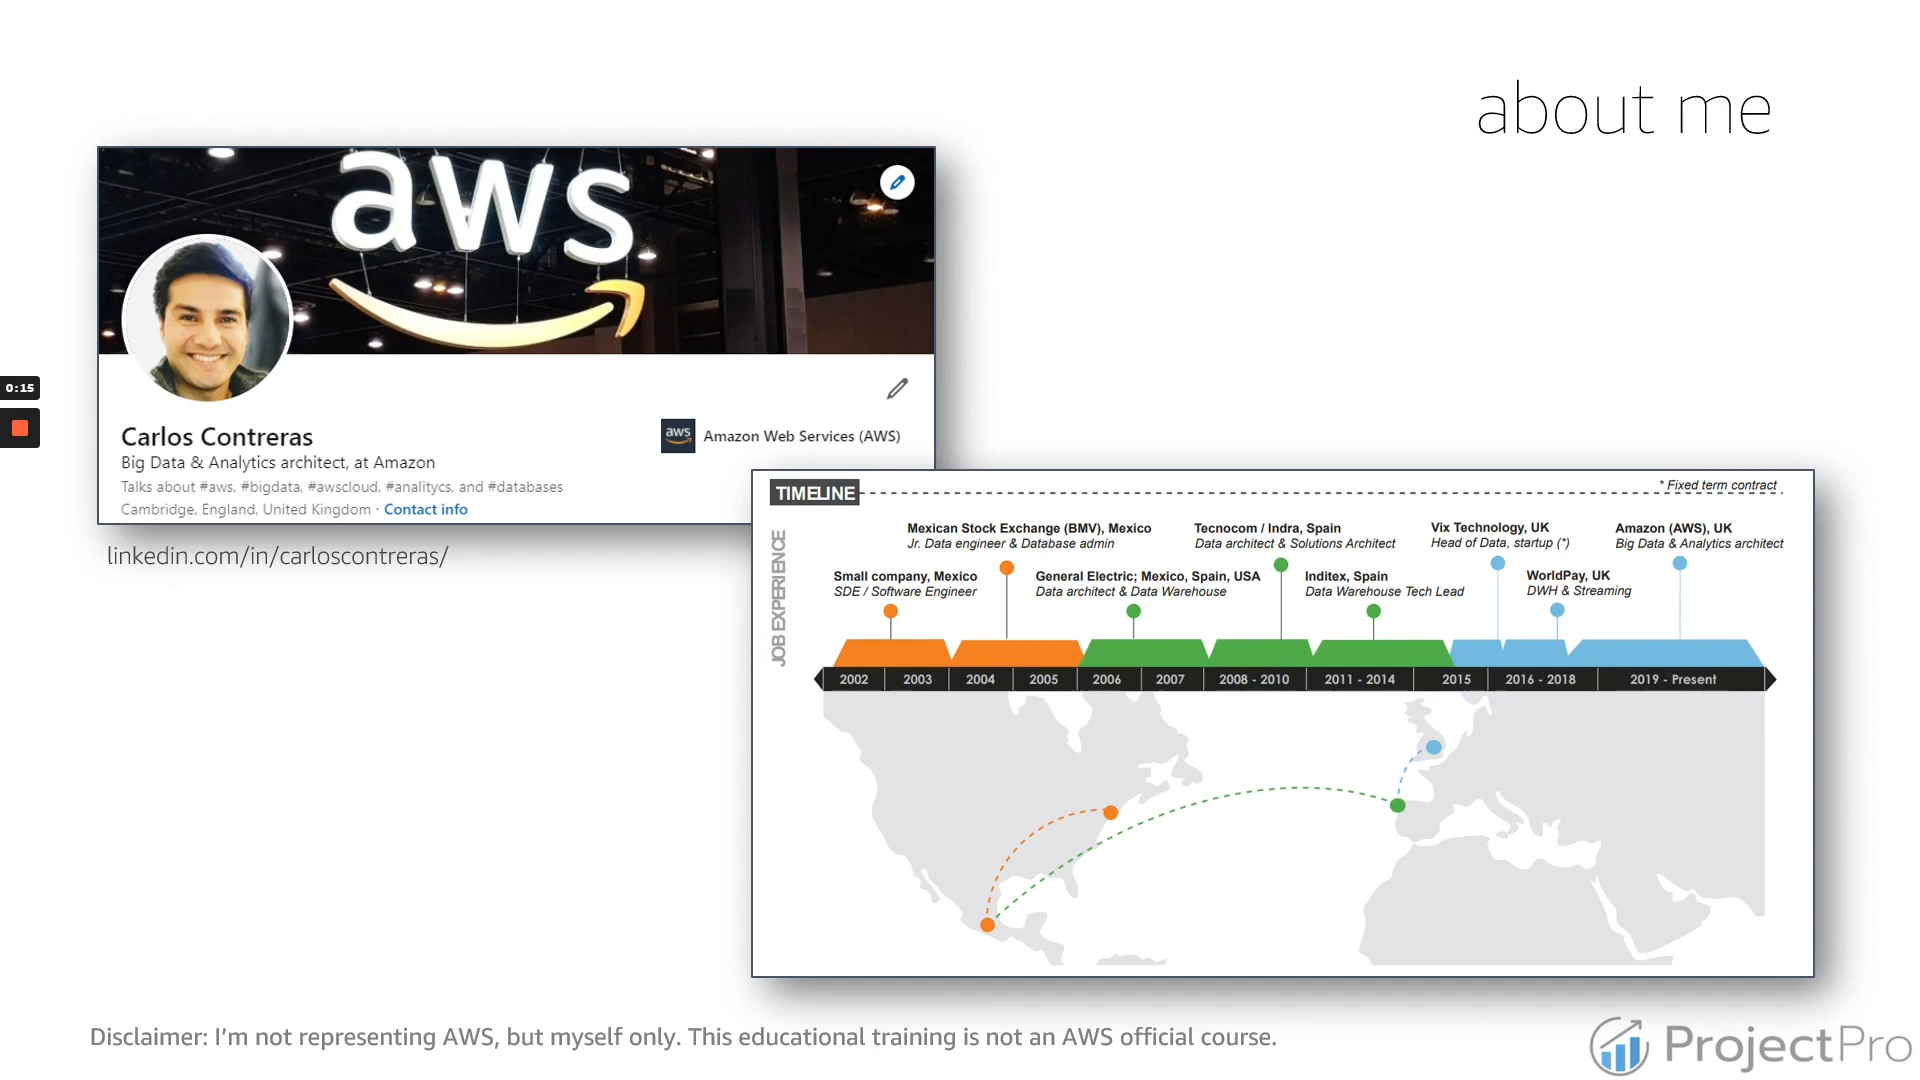 about me
aws
0:15
Carlos Contreras
aws
Amazon Web Services (AWS)
Big Data & Analytics architect, at Amazon
Talks about #aws, #bigdata, #awscloud, #analitycs, and #databases
Cambridge, England, United Kingdom · Contact info
linkedin.com/in/carloscontreras/
TIMELINE
* Fixed term contract
JOB EXPERIENCE
Mexican Stock Exchange (BMV), Mexico
Jr. Data engineer & Database admin
Tecnocom / Indra, Spain
Data architect & Solutions Architect
Vix Technology, UK
Head of Data, startup (*)
Amazon (AWS), UK
Big Data & Analytics architect
Small company, Mexico
SDE / Software Engineer
General Electric; Mexico, Spain, USA
Data architect & Data Warehouse
Inditex, Spain
Data Warehouse Tech Lead
WorldPay, UK
DWH & Streaming
2002 2003 2004 2005 2006 2007 2008 - 2010 2011 - 2014 2015 2016 - 2018 2019 - Present
Disclaimer: I’m not representing AWS, but myself only. This educational training is not an AWS official course.
ProjectPro